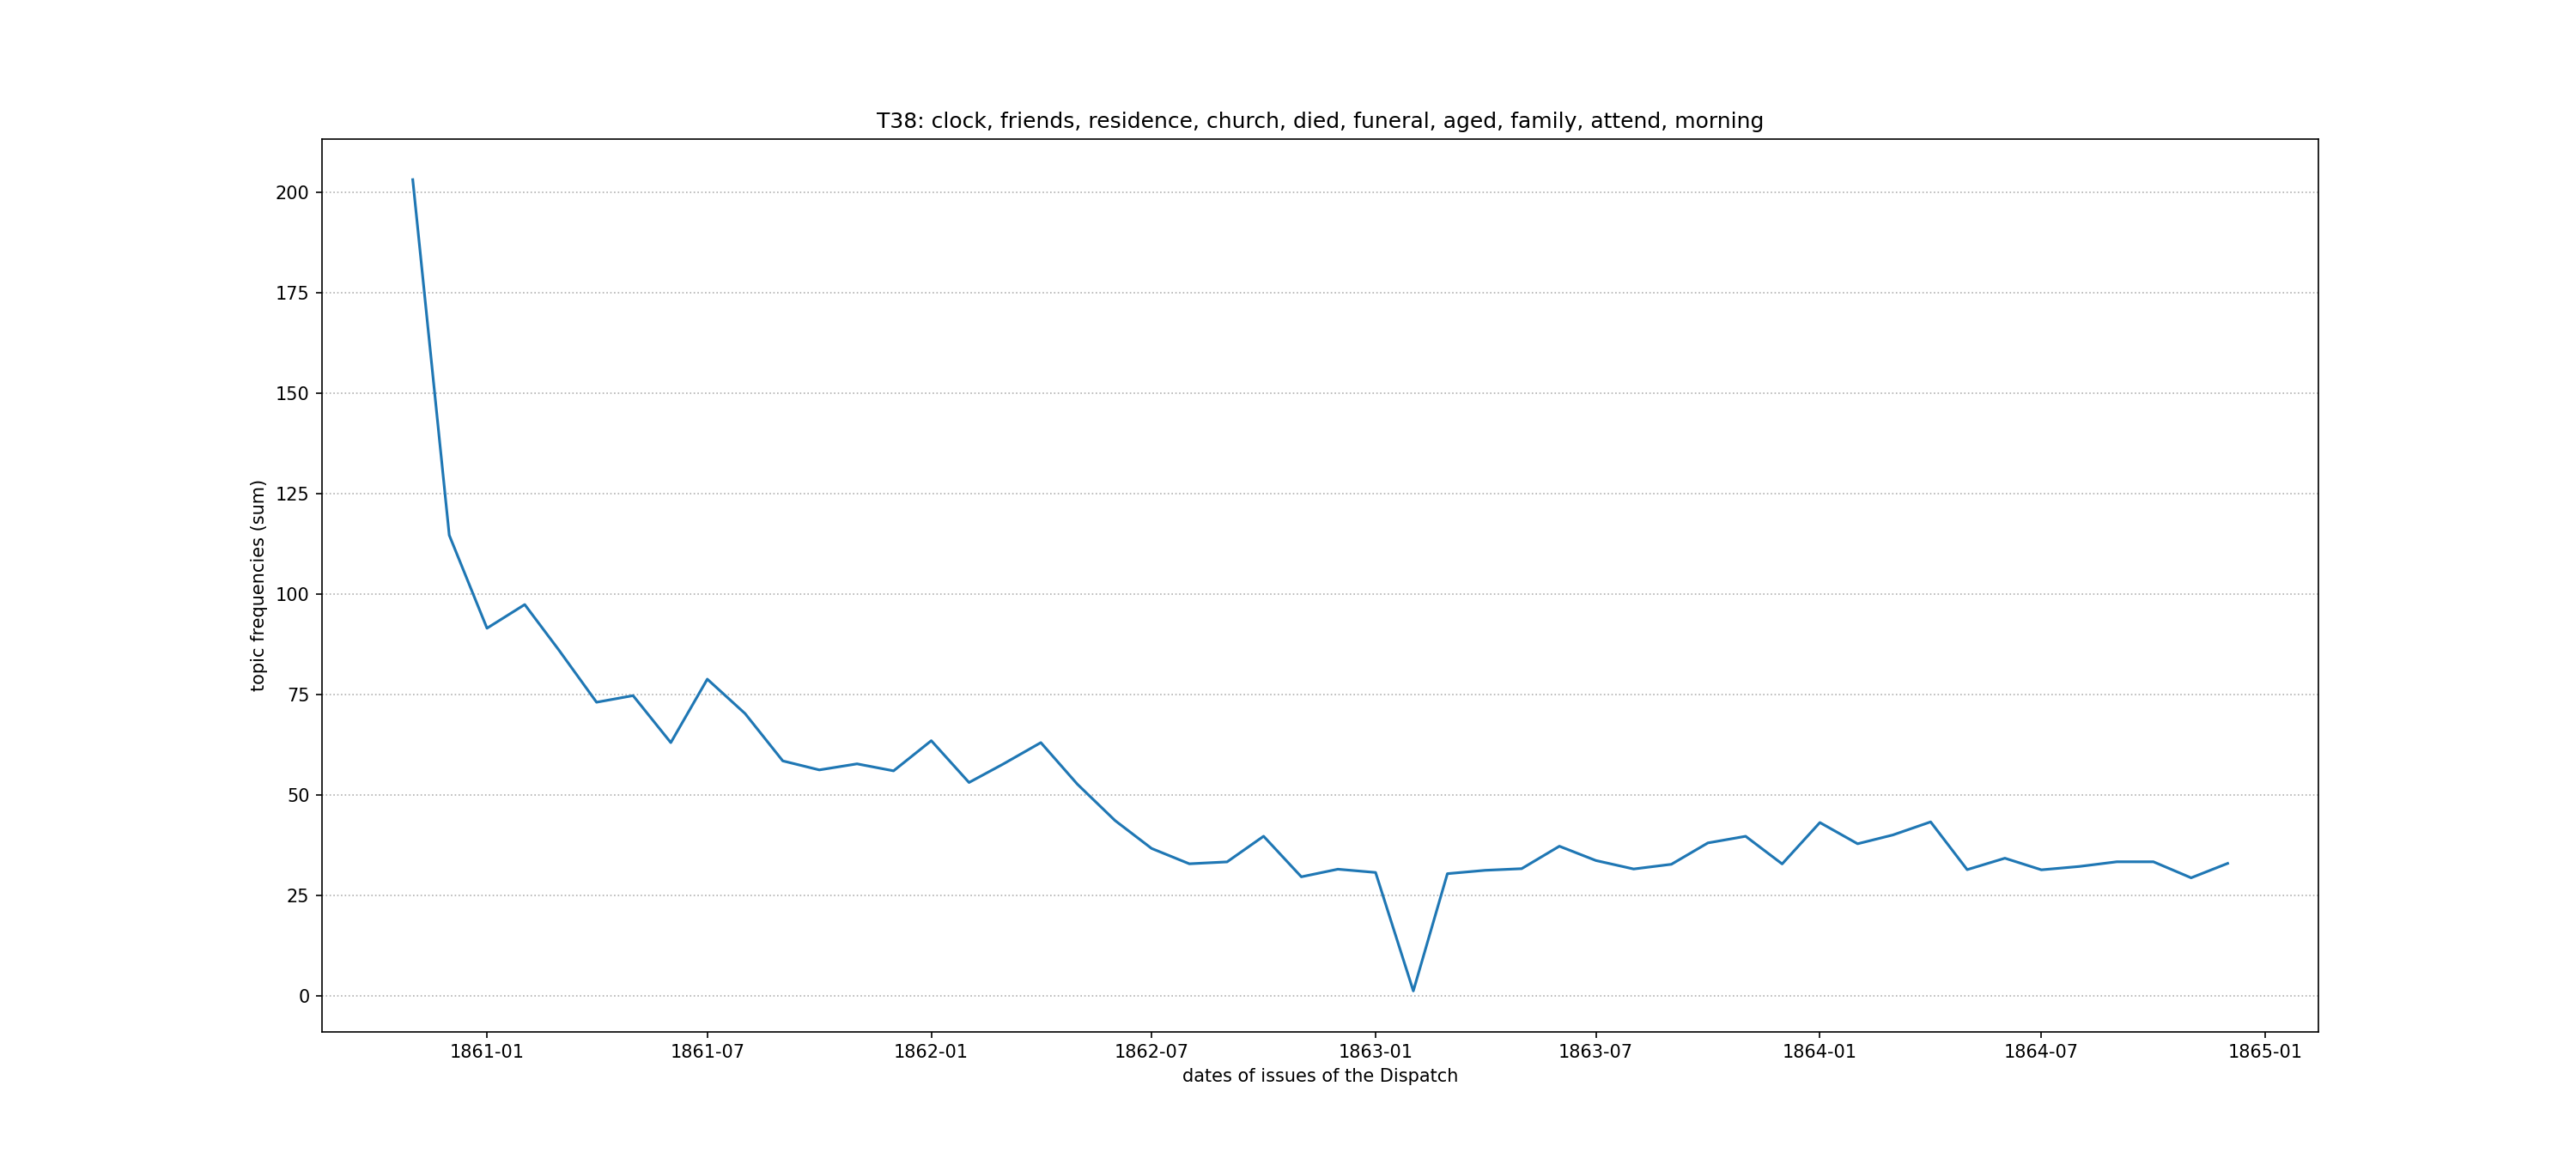 T38: clock, friends, residence, church, died, funeral, aged, family, attend, morning
topic frequencies (sum)
200
175
150
125
100
75
50
25
0
1861-01 1861-07 1862-01 1862-07 1863-01 1863-07 1864-01 1864-07 1865-01
dates of issues of the Dispatch